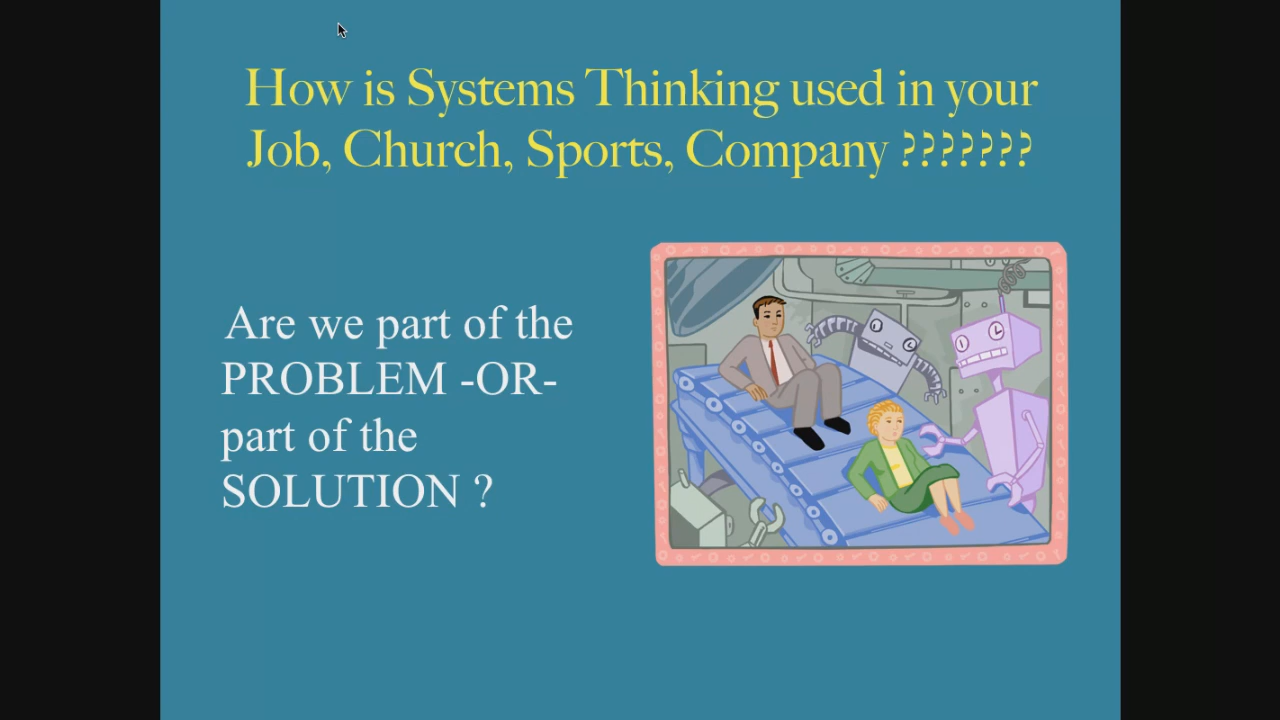 How is Systems Thinking used in your
Job, Church, Sports, Company ???????
Are we part of the
PROBLEM -OR-
part of the
SOLUTION ?